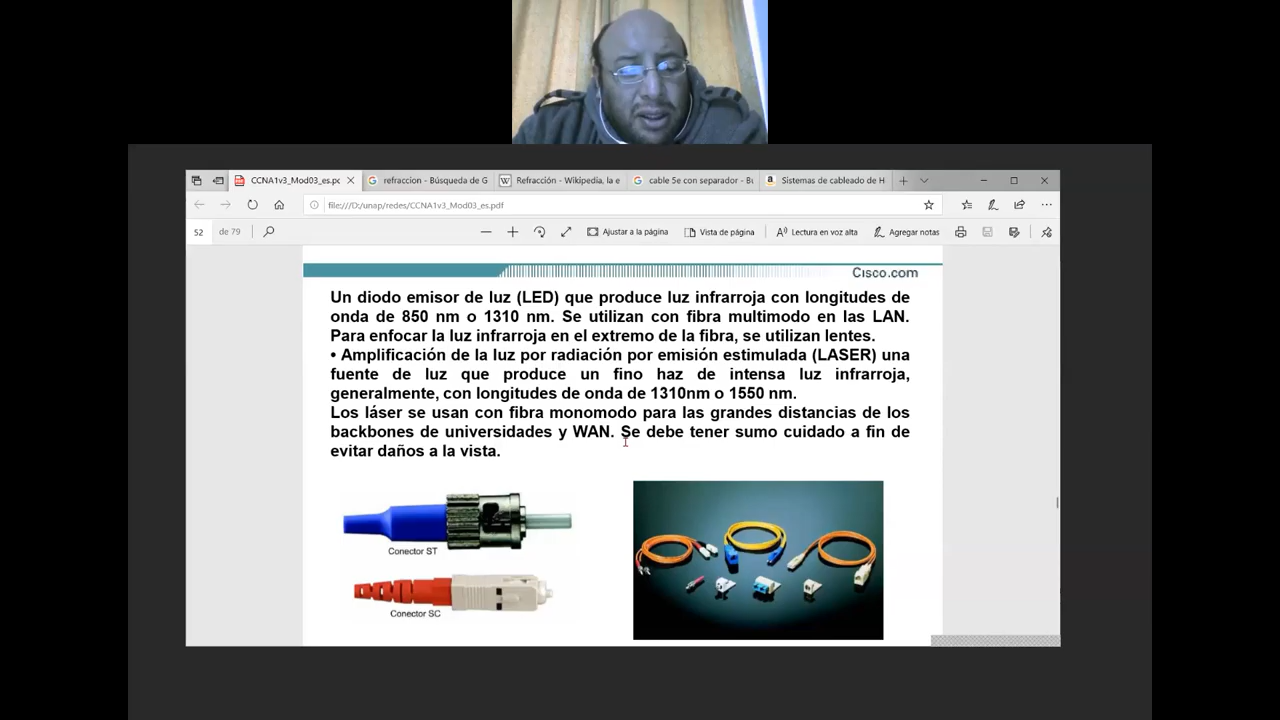 CCNA1v3_Mod03_es.pc
refraccion - Búsqueda de G
Refracción - Wikipedia, la e
cable 5e con separador - Bu
Sistemas de cableado de H
file:///D:/unap/redes/CCNA1v3_Mod03_es.pdf
52 de 79
Ajustar a la página
Vista de página
Lectura en voz alta
Agregar notas
Cisco.com
Un diodo emisor de luz (LED) que produce luz infrarroja con longitudes de
onda de 850 nm o 1310 nm. Se utilizan con fibra multimodo en las LAN.
Para enfocar la luz infrarroja en el extremo de la fibra, se utilizan lentes.
• Amplificación de la luz por radiación por emisión estimulada (LASER) una
fuente de luz que produce un fino haz de intensa luz infrarroja,
generalmente, con longitudes de onda de 1310nm o 1550 nm.
Los láser se usan con fibra monomodo para las grandes distancias de los
backbones de universidades y WAN. Se debe tener sumo cuidado a fin de
evitar daños a la vista.
Conector ST
Conector SC